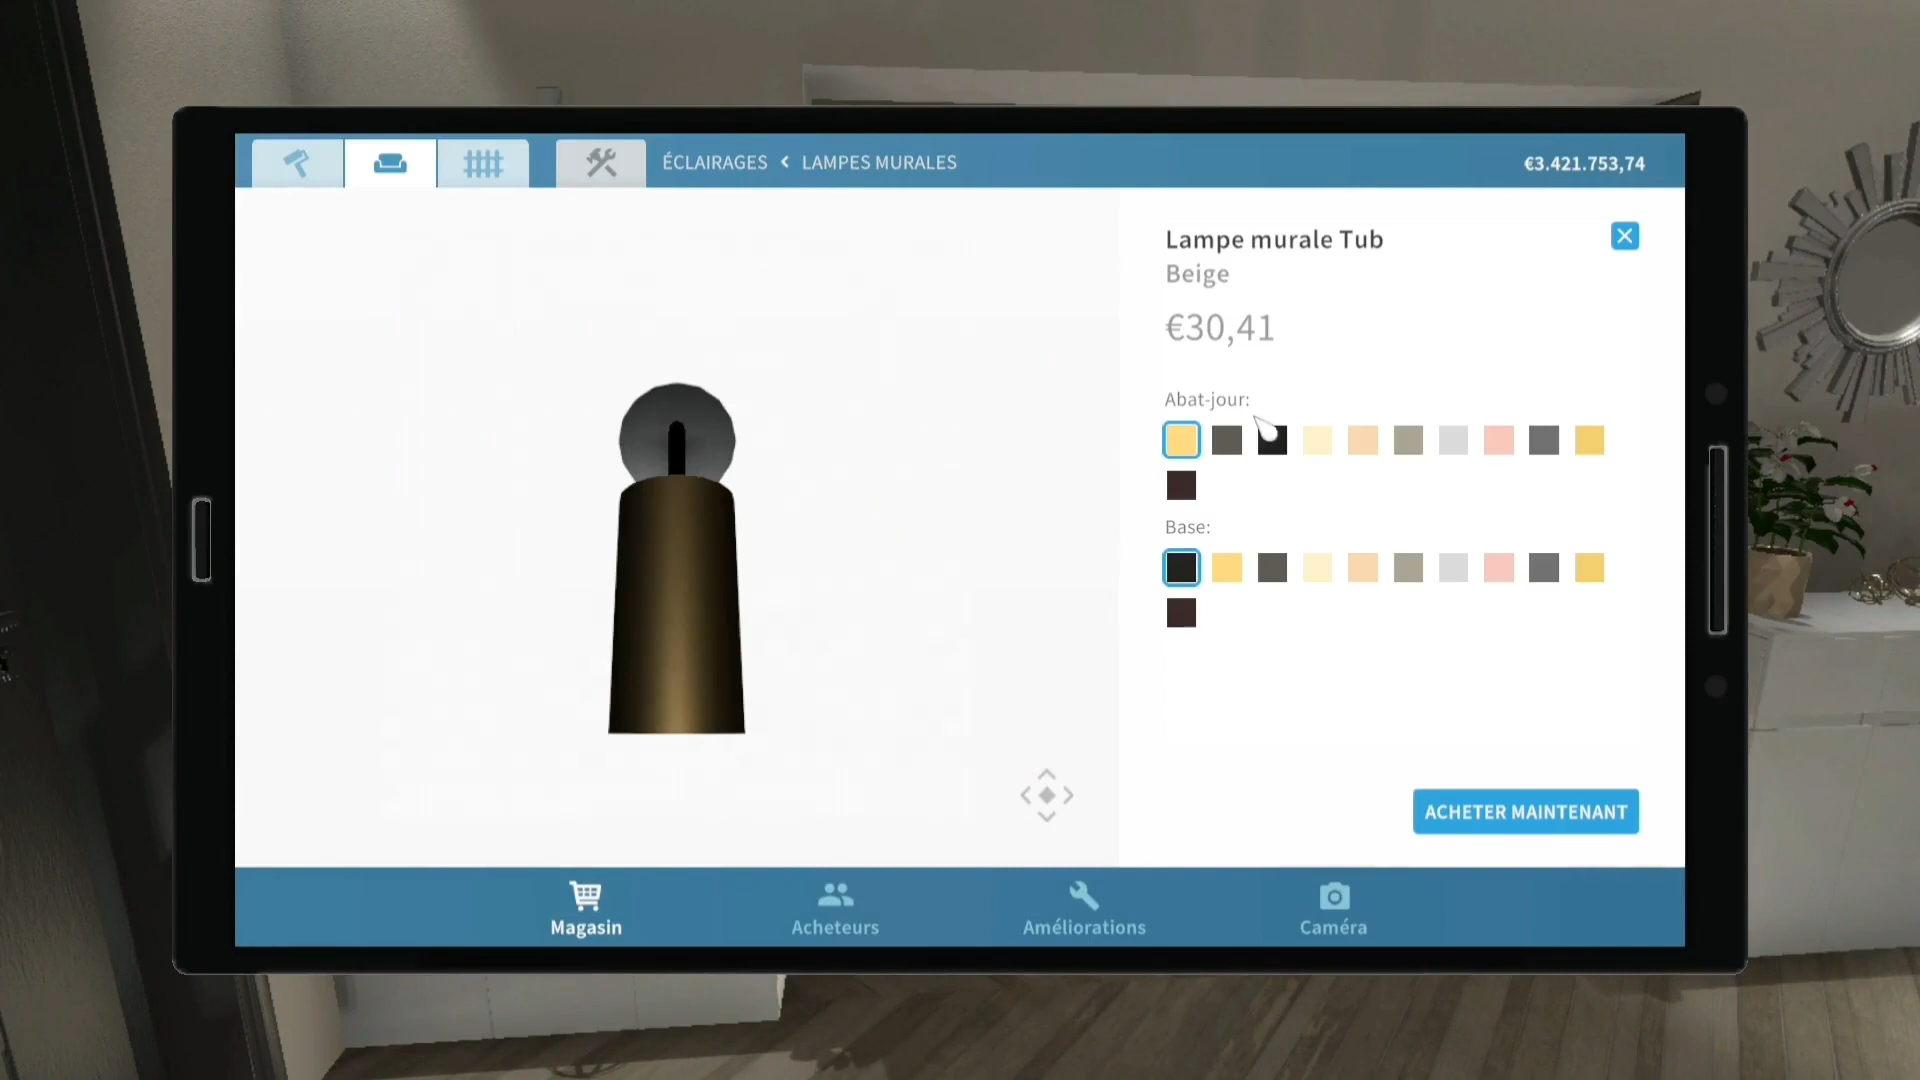 ÉCLAIRAGES < LAMPES MURALES
€3.421.753,74
Lampe murale Tub
Beige
€30,41
Abat-jour:
Base:
ACHETER MAINTENANT
Magasin
Acheteurs
Améliorations
Caméra